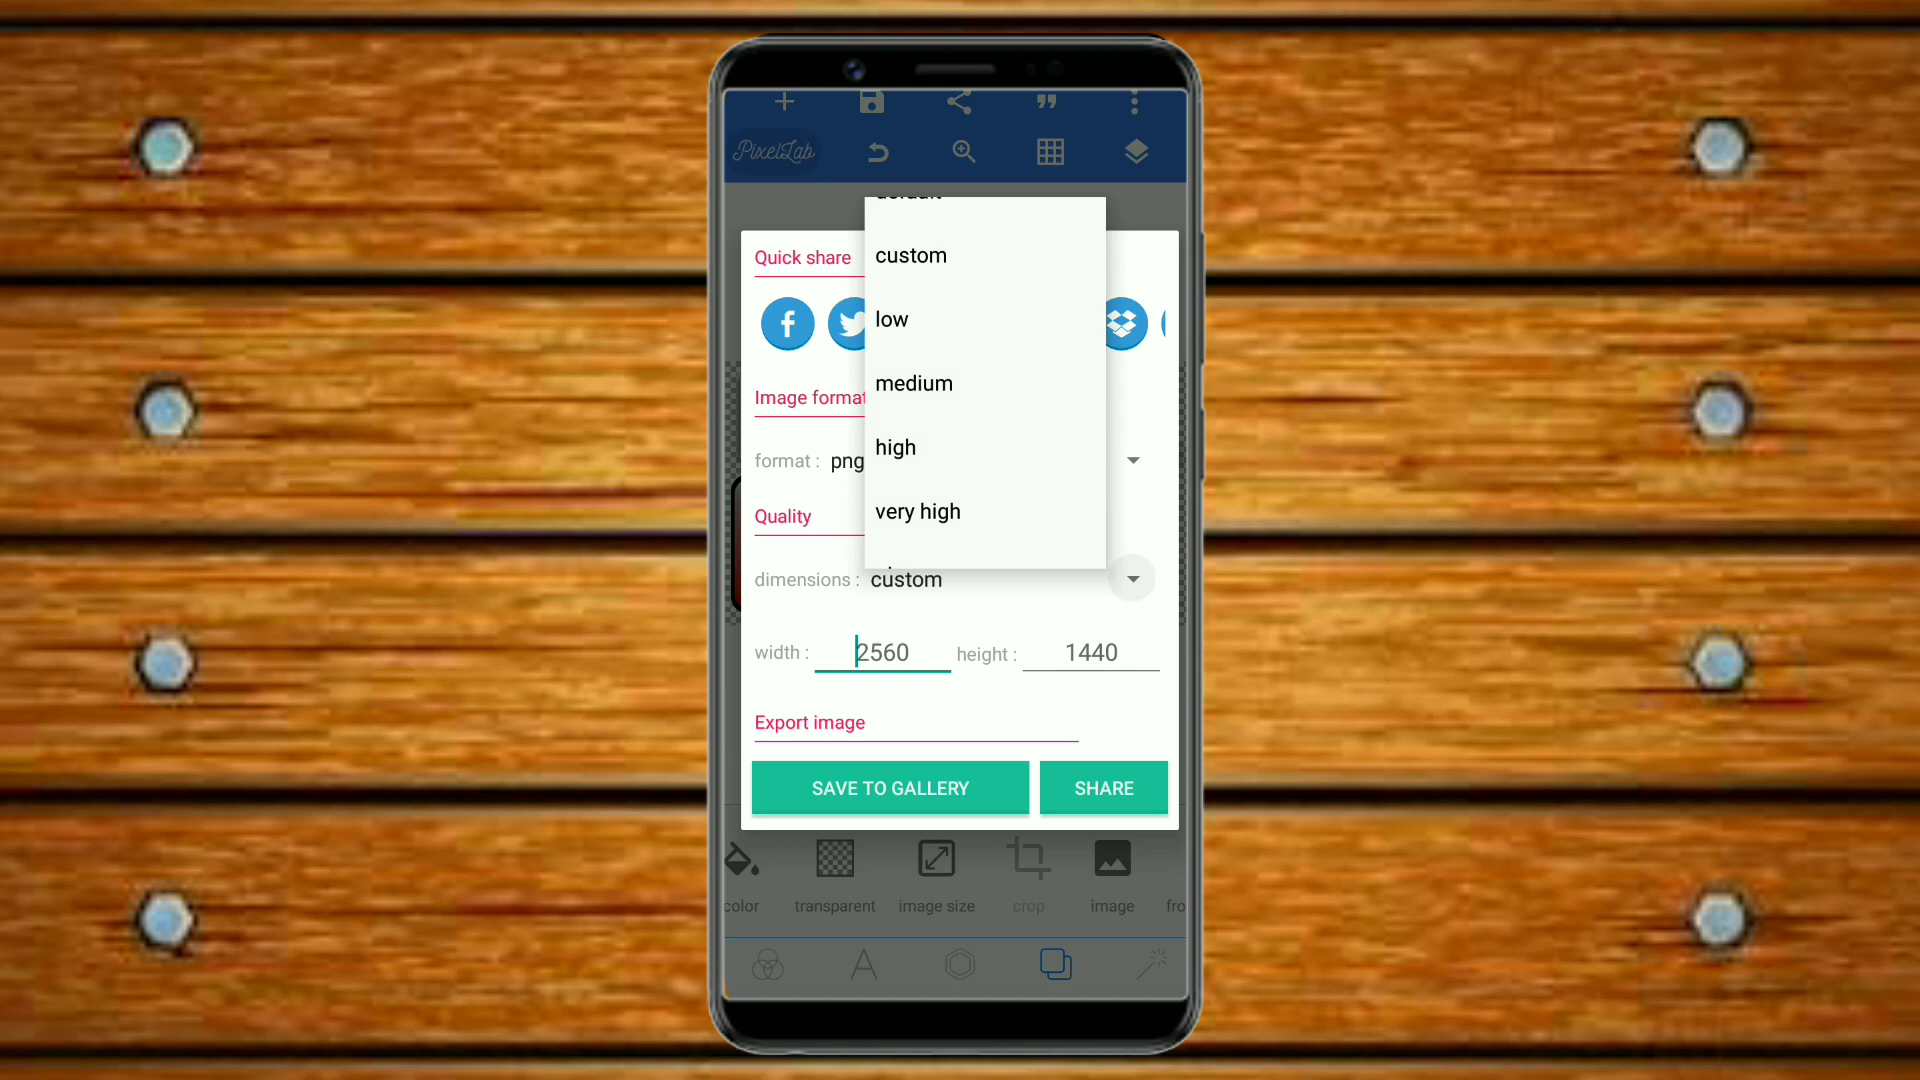 PixelLab
default
custom
low
medium
high
very high
Quick share
Image format
format : png
Quality
dimensions : custom
width : 2560 height : 1440
Export image
SAVE TO GALLERY SHARE
color transparent image size crop image fro